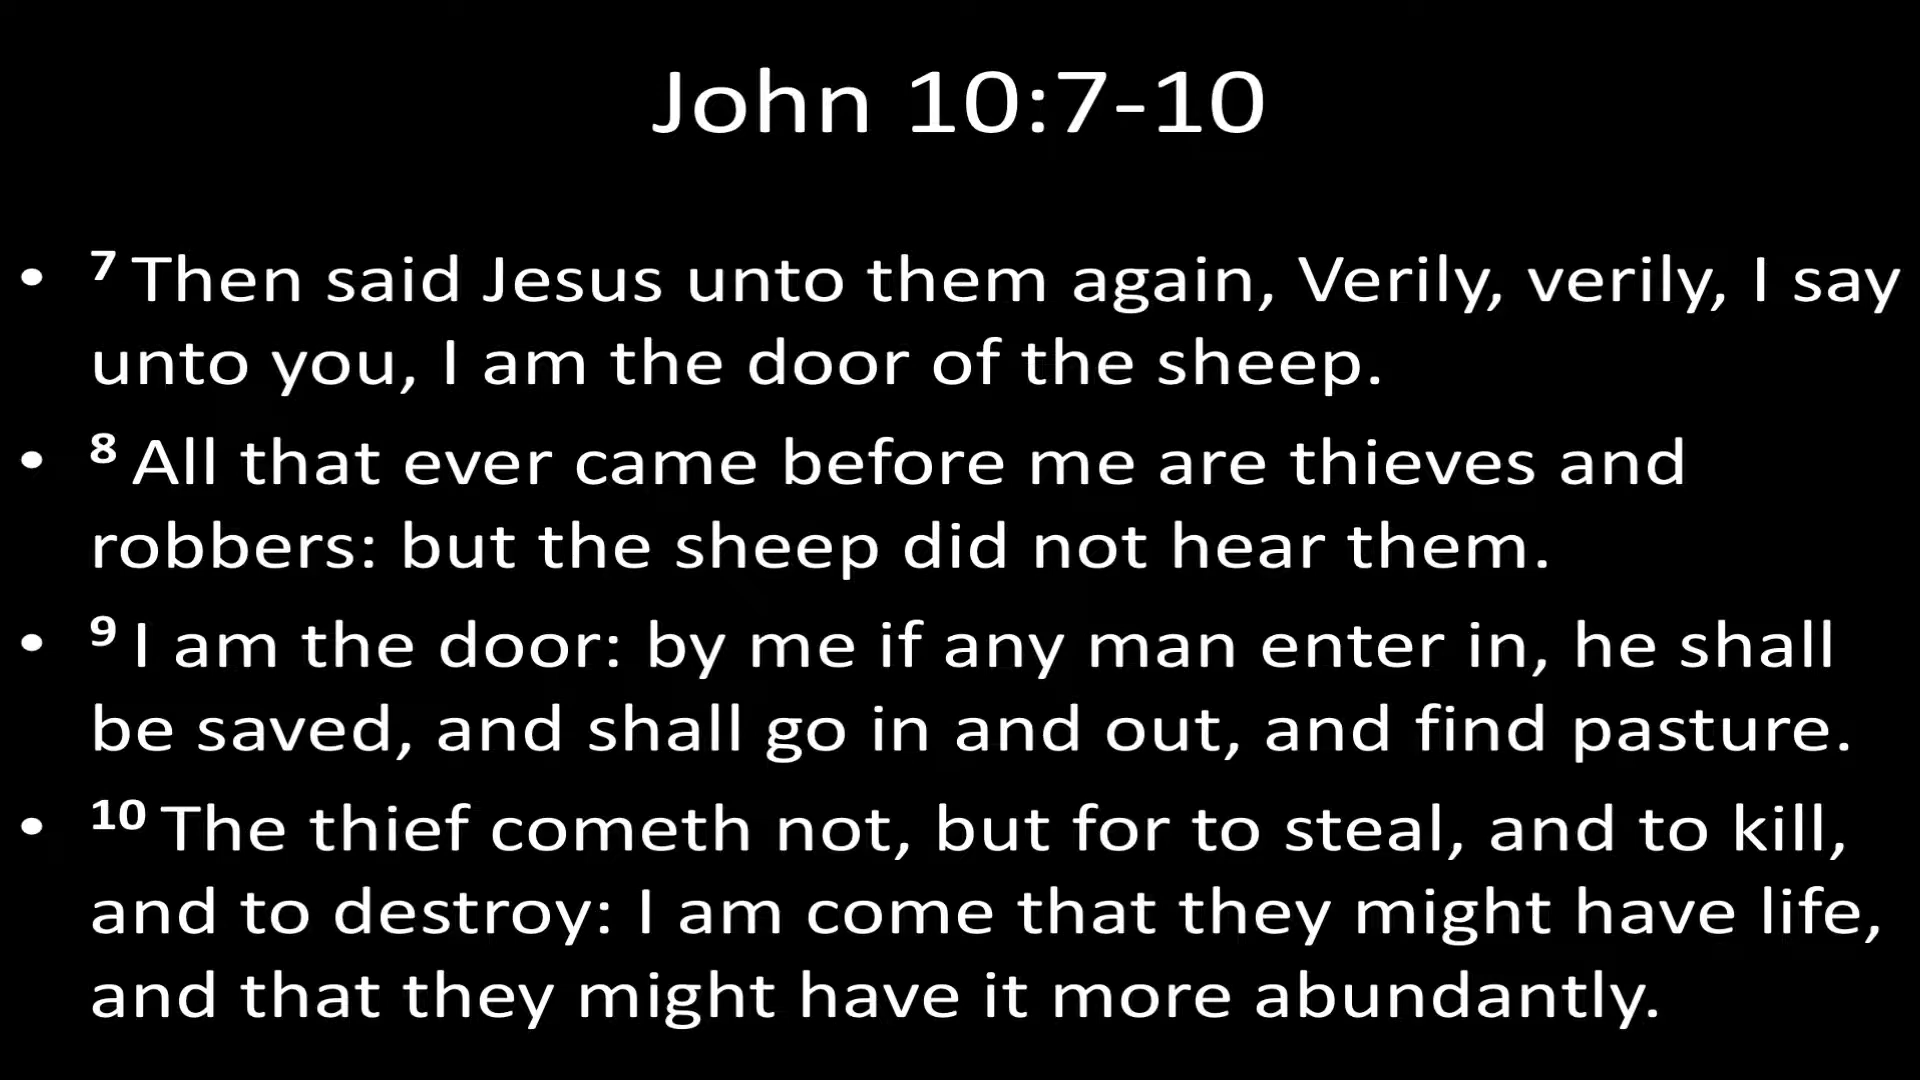 John 10:7-10
• 7 Then said Jesus unto them again, Verily, verily, I say
unto you, I am the door of the sheep.
• 8 All that ever came before me are thieves and
robbers: but the sheep did not hear them.
• 9 I am the door: by me if any man enter in, he shall
be saved, and shall go in and out, and find pasture.
• 10 The thief cometh not, but for to steal, and to kill,
and to destroy: I am come that they might have life,
and that they might have it more abundantly.